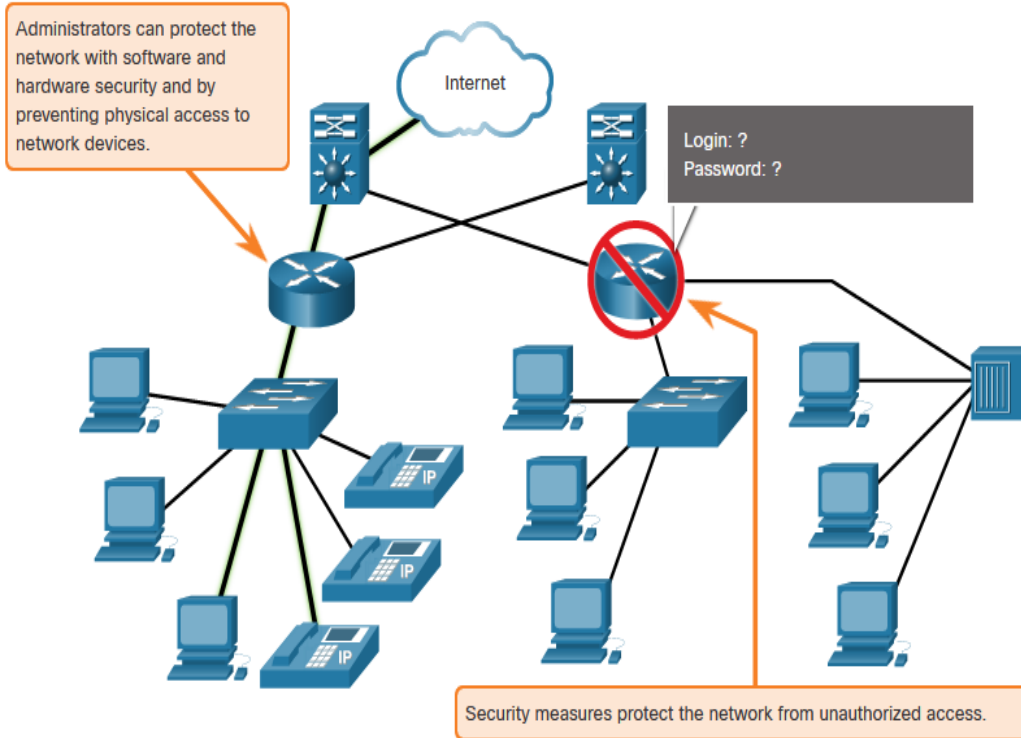 Administrators can protect the
network with software and
hardware security and by
preventing physical access to
network devices.
Internet
Login: ?
Password: ?
IP
IP
IP
Security measures protect the network from unauthorized access.